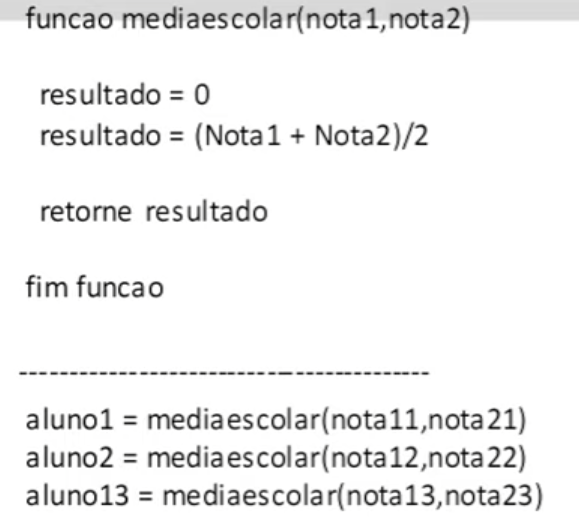 funcao mediaescolar(nota1,nota2)
resultado = 0
resultado = (Nota1 + Nota2)/2
retorne resultado
fim funcao
------------------------------------------
aluno1 = mediaescolar(nota11,nota21)
aluno2 = mediaescolar(nota12,nota22)
aluno13 = mediaescolar(nota13,nota23)